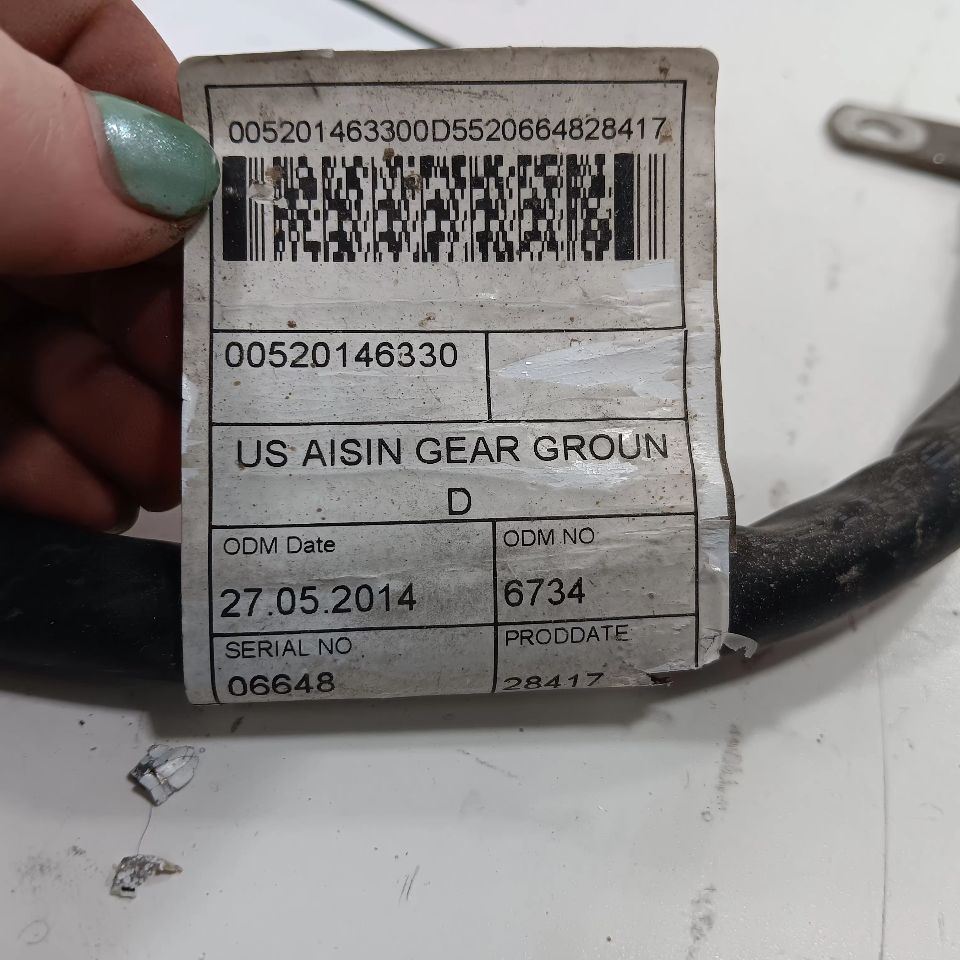 005201463300D5520664828417
00520146330
US AISIN GEAR GROUN
D
ODM Date
ODM NO
27.05.2014
6734
SERIAL NO
PRODDATE
06648
28417